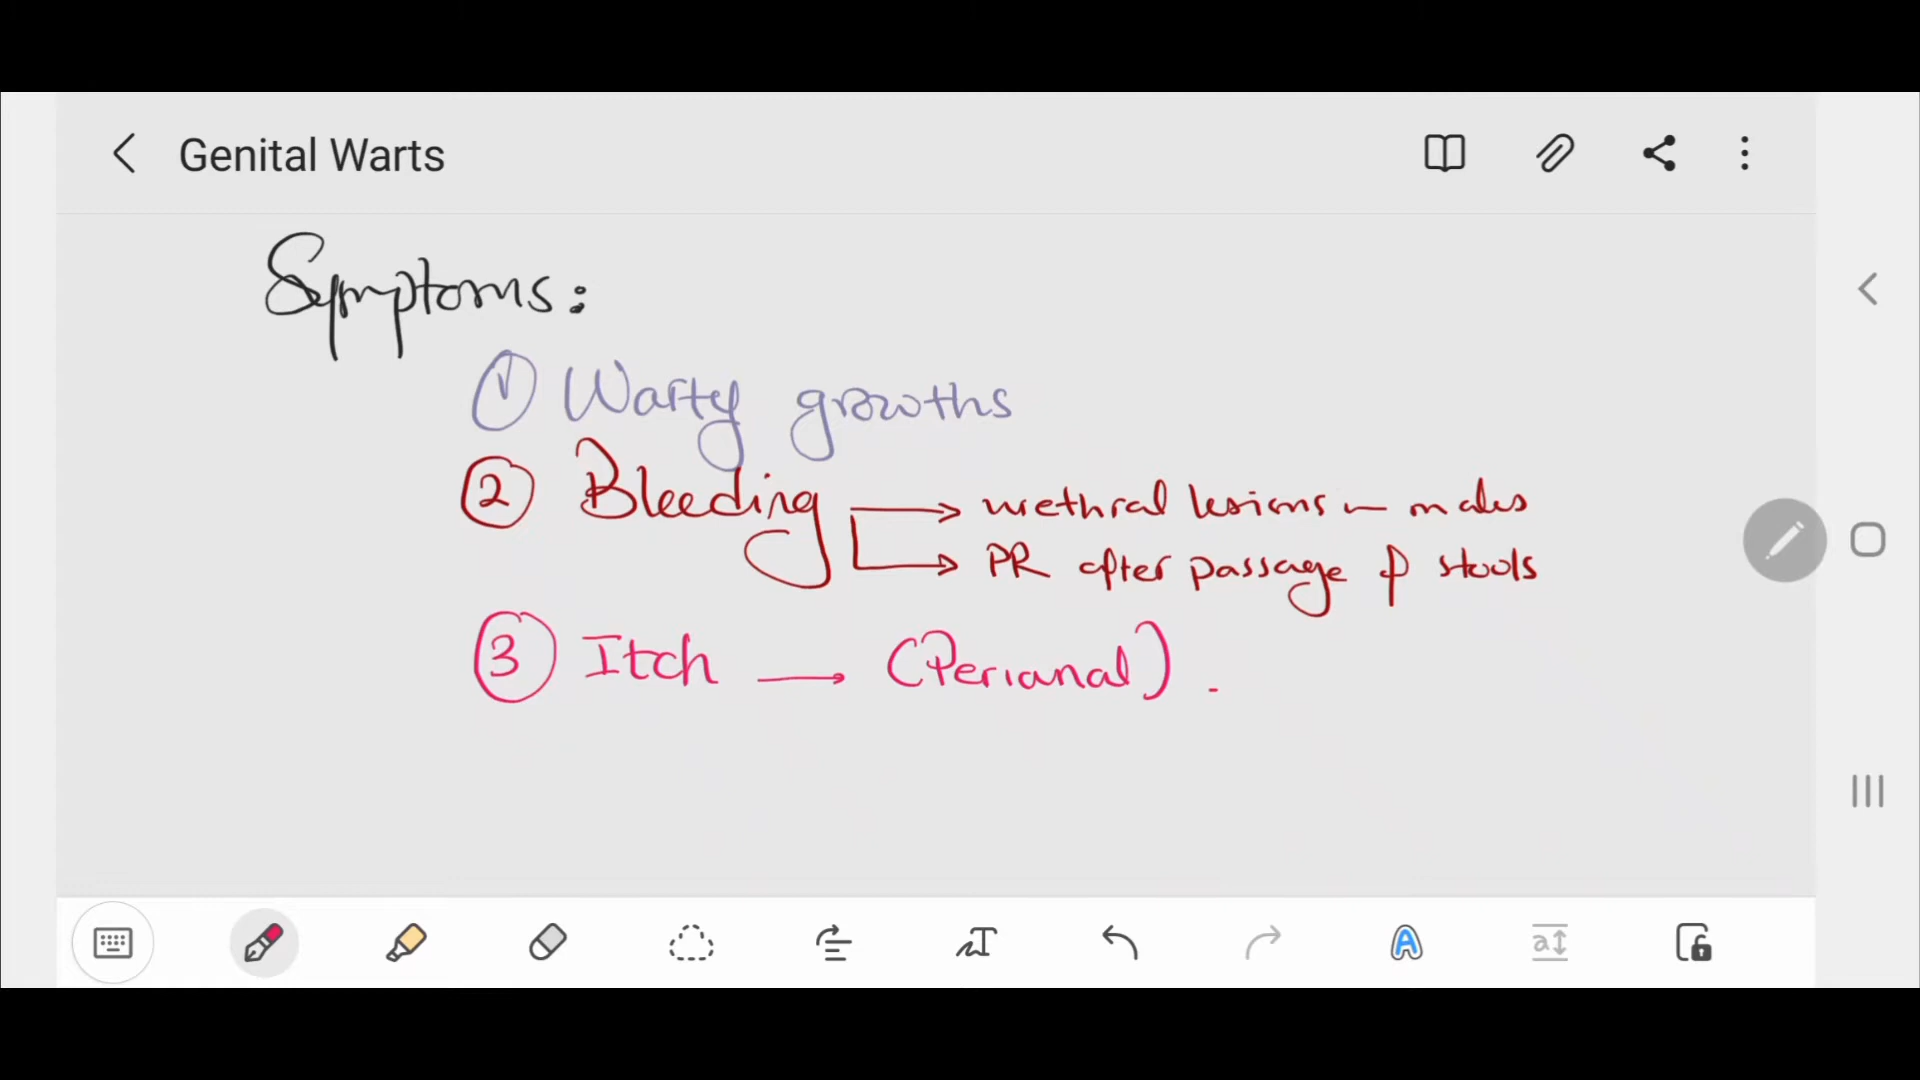 Genital Warts
Symptoms:
① Warty growths
② Bleeding → urethral lesions in males
→ PR after passage of stools
③ Itch → (Perianal).